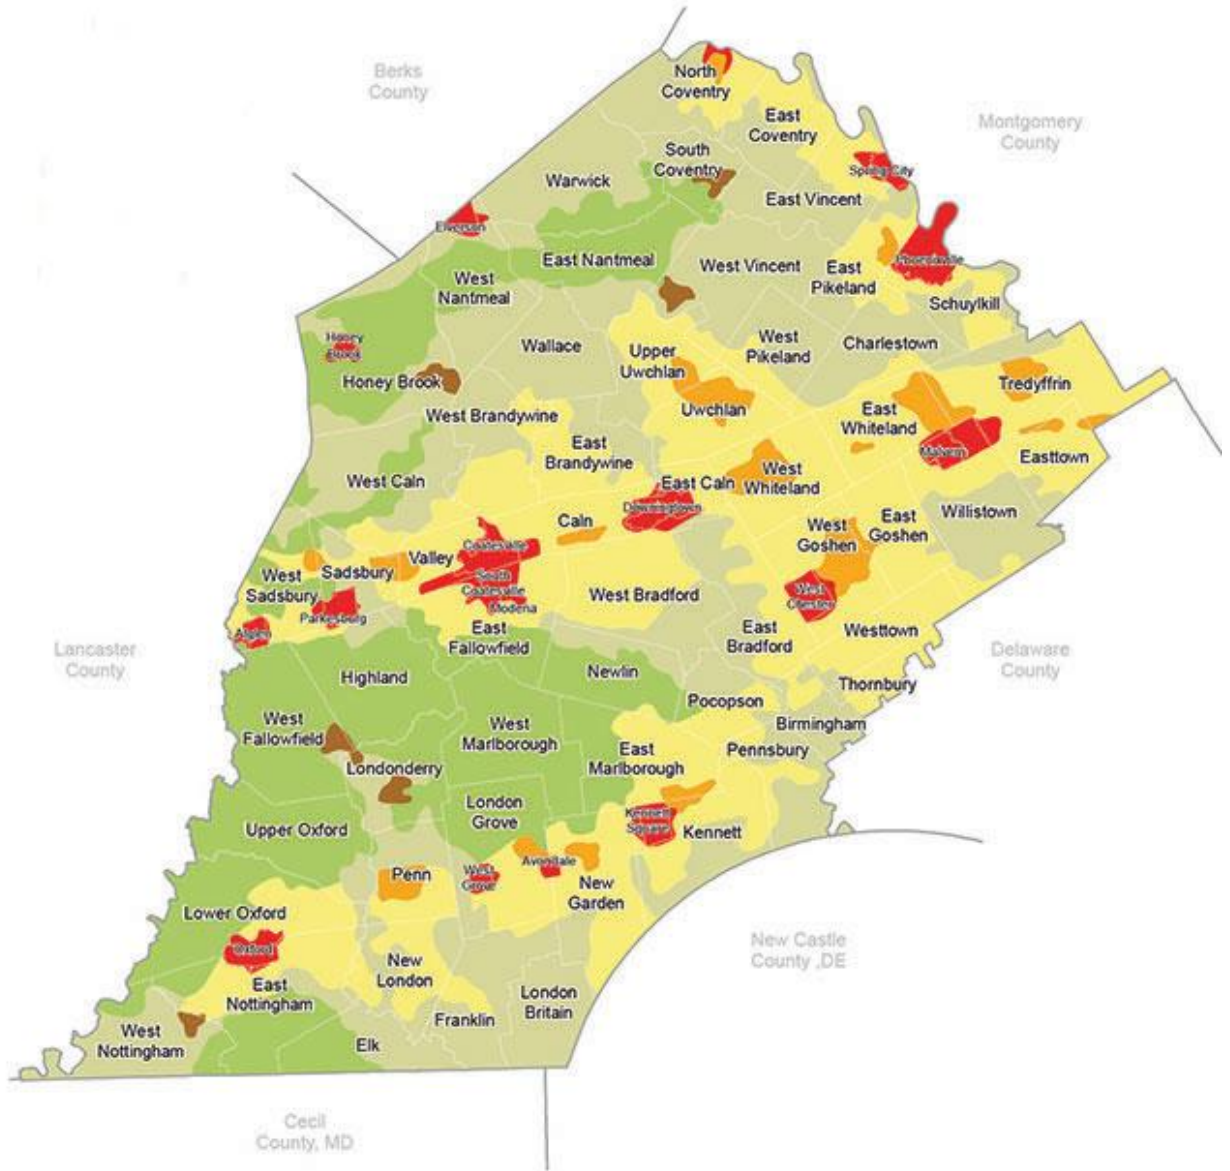 Berks
County
North
Coventry
East
Coventry
Montgomery
County
South
Coventry
Spring City
Warwick
East Vincent
Elverson
Phoenixville
East Nantmeal
West Vincent
East
Pikeland
West
Nantmeal
Schuylkill
Honey
Brook
Wallace
Upper
Uwchlan
West
Pikeland
Charlestown
Honey Brook
Tredyffrin
Uwchlan
East
Whiteland
West Brandywine
East
Brandywine
Malvern
Easttown
West Caln
East Caln
West
Whiteland
Downingtown
Willistown
Caln
West
Goshen
East
Goshen
Coatesville
Valley
Sadsbury
West
Sadsbury
South
Coatesville
Modena
West Bradford
West
Chester
Parkesburg
Atglen
East
Fallowfield
East
Bradford
Westtown
Lancaster
County
Delaware
County
Highland
Newlin
Thornbury
Pocopson
Birmingham
West
Fallowfield
West
Marlborough
East
Marlborough
Pennsbury
Londonderry
London
Grove
Kennett
Square
Kennett
Upper Oxford
Avondale
West
Grove
Penn
New
Garden
Lower Oxford
Oxford
New Castle
County ,DE
New
London
East
Nottingham
London
Britain
Franklin
West
Nottingham
Elk
Cecil
County, MD